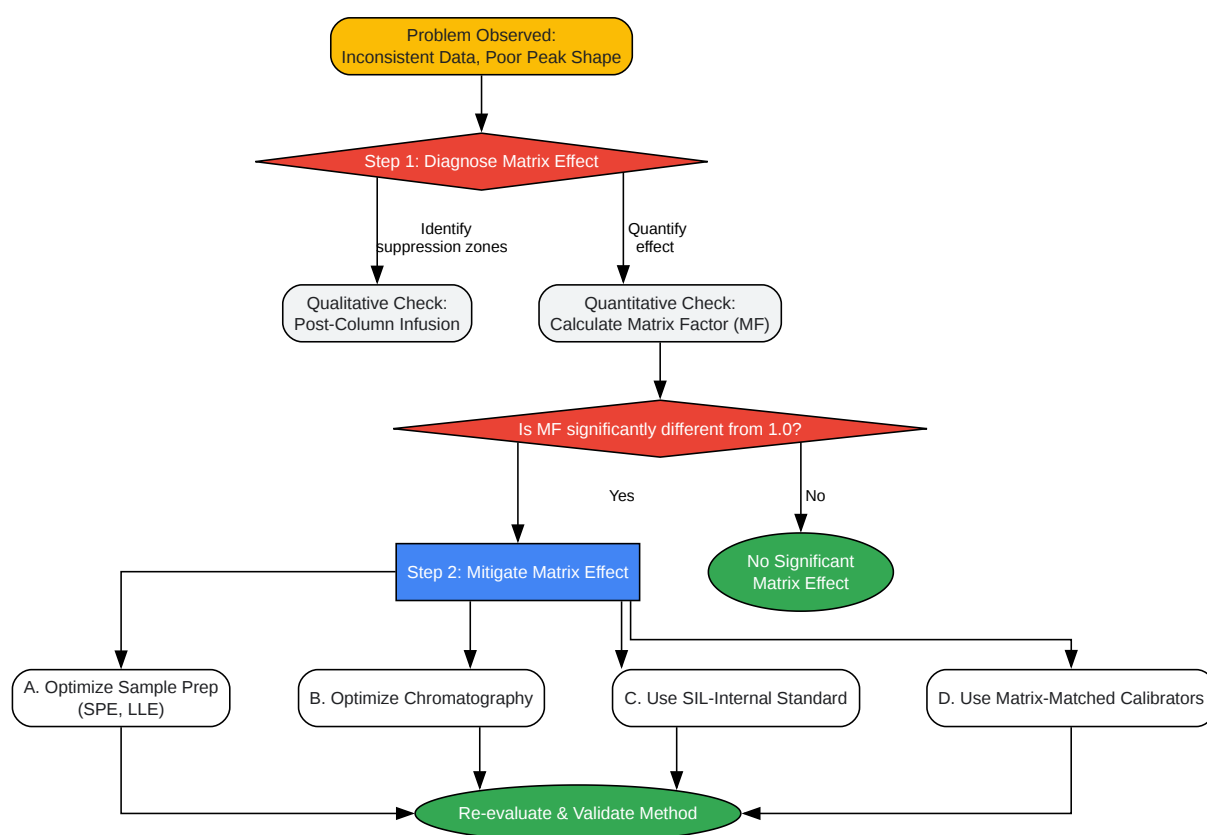 Problem Observed:
Inconsistent Data, Poor Peak Shape
Step 1: Diagnose Matrix Effect
Identify
suppression zones
Quantify
effect
Qualitative Check:
Post-Column Infusion
Quantitative Check:
Calculate Matrix Factor (MF)
Is MF significantly different from 1.0?
Yes
No
Step 2: Mitigate Matrix Effect
No Significant
Matrix Effect
A. Optimize Sample Prep
(SPE, LLE)
B. Optimize Chromatography
C. Use SIL-Internal Standard
D. Use Matrix-Matched Calibrators
Re-evaluate & Validate Method